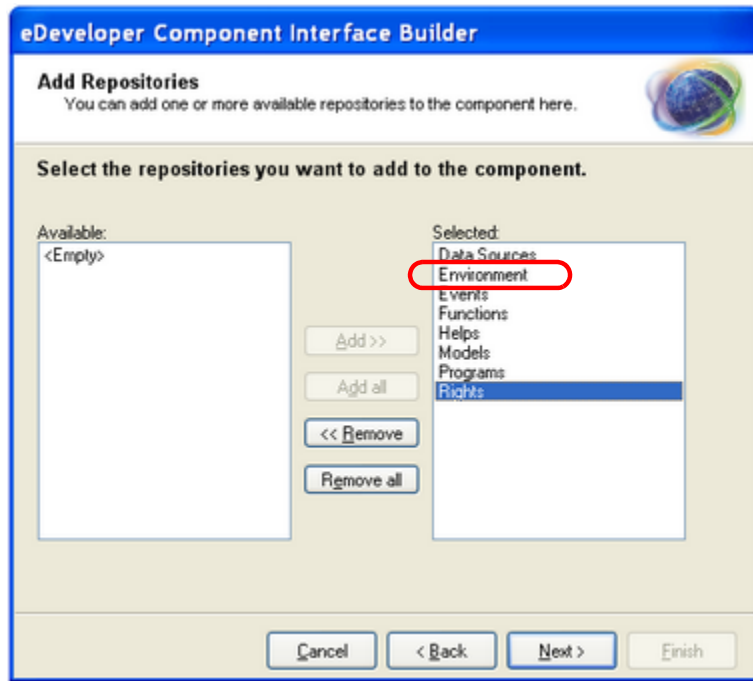 eDeveloper Component Interface Builder
Add Repositories
You can add one or more available repositories to the component here.
Select the repositories you want to add to the component.
Available:
<Empty>
Add >>
Add all
<< Remove
Remove all
Selected:
Data Sources
Environment
Events
Functions
Helps
Models
Programs
Rights
Cancel
< Back
Next >
Finish